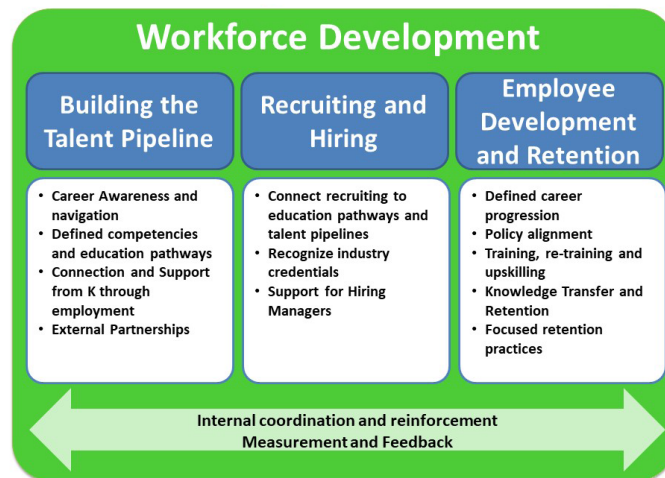 Workforce Development
Building the
Talent Pipeline
• Career Awareness and
navigation
• Defined competencies
and education pathways
• Connection and Support
from K through
employment
• External Partnerships
Recruiting and
Hiring
• Connect recruiting to
education pathways and
talent pipelines
• Recognize industry
credentials
• Support for Hiring
Managers
Employee
Development
and Retention
• Defined career
progression
• Policy alignment
• Training, re-training and
upskilling
• Knowledge Transfer and
Retention
• Focused retention
practices
Internal coordination and reinforcement
Measurement and Feedback